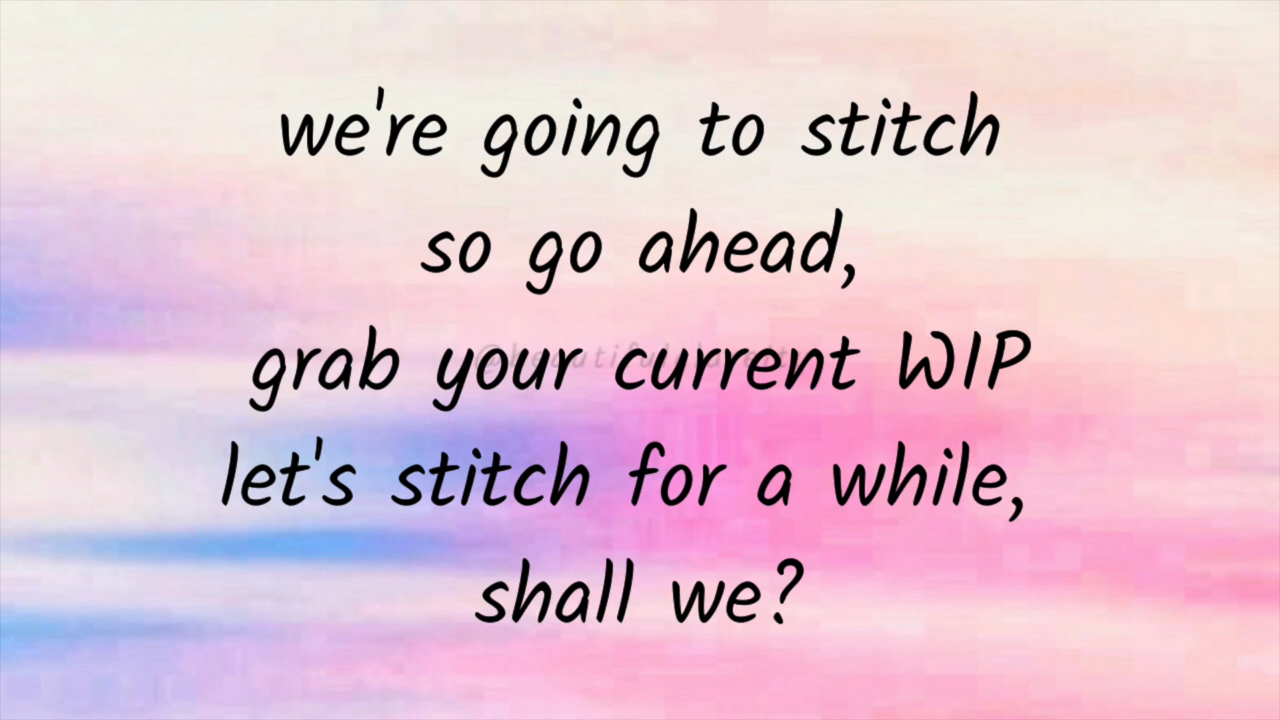 we're going to stitch
so go ahead,
grab your current WIP
let's stitch for a while,
shall we?